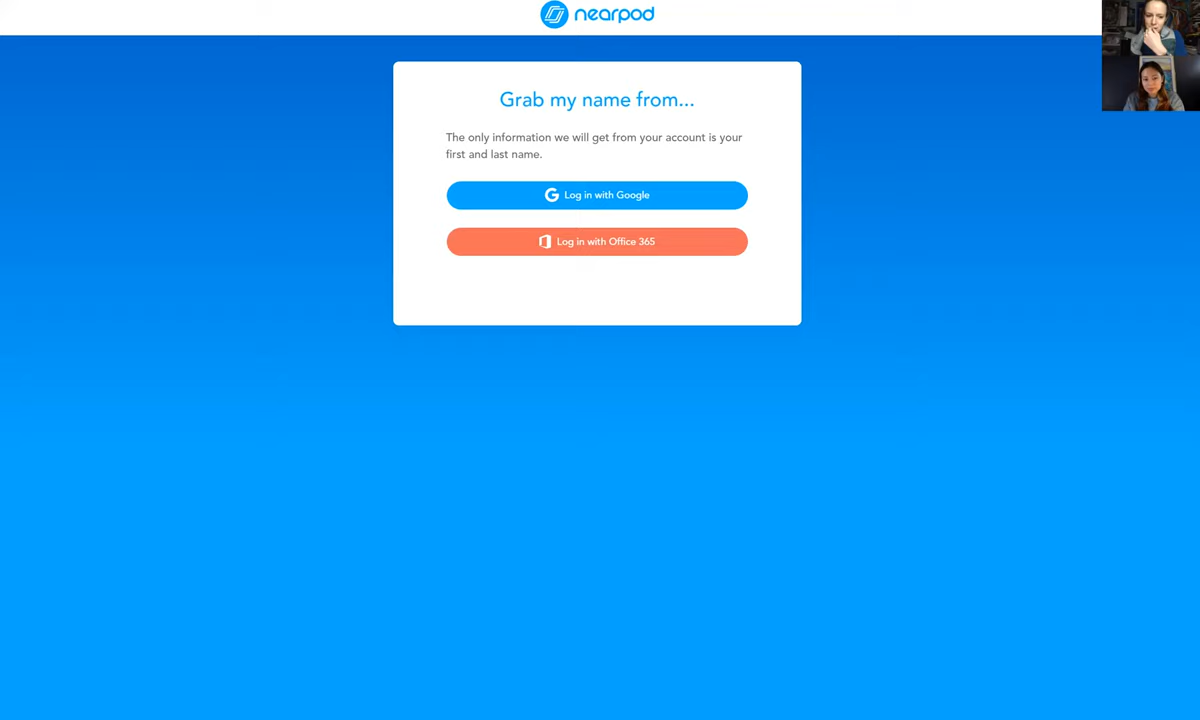 nearpod
Grab my name from...
The only information we will get from your account is your
first and last name.
Log in with Google
Log in with Office 365